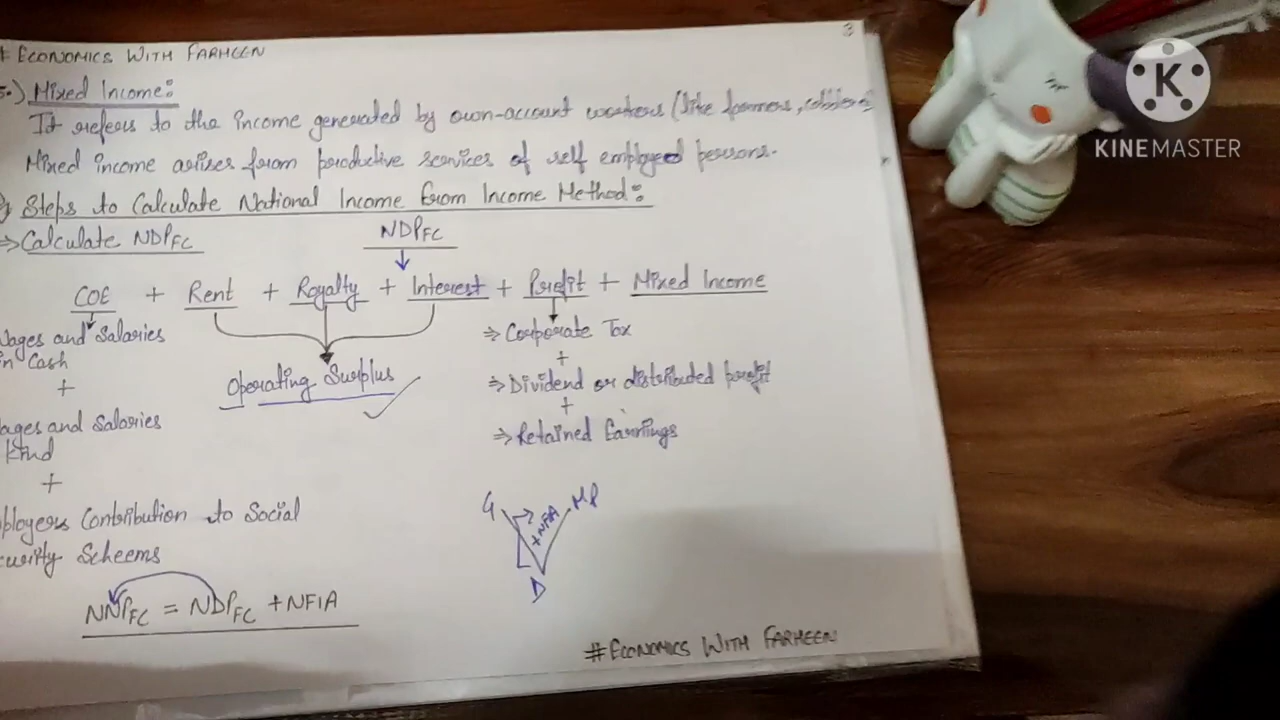 3
# ECONOMICS WITH FARHEEN
5.) Mixed Income:
It refers to the income generated by own-account workers (like farmers,
Mixed income arises from productive services of self employed persons.
Steps to Calculate National Income from Income Method:
⇒ Calculate NDPFC
NDPFC
COE + Rent + Royalty + Interest + Profit + Mixed Income
Wages and Salaries
in Cash
+
ages and Salaries
Kind
+
ployers Contribution to Social
curity Scheems
Operating Surplus
⇒ Corporate Tax
+
⇒ Dividend or distributed profit
+
⇒ Retained Earnings
G
MP
+NFIA
D
NNPFC = NDPFC + NFIA
# ECONOMICS WITH FARHEEN
K
KINEMASTER